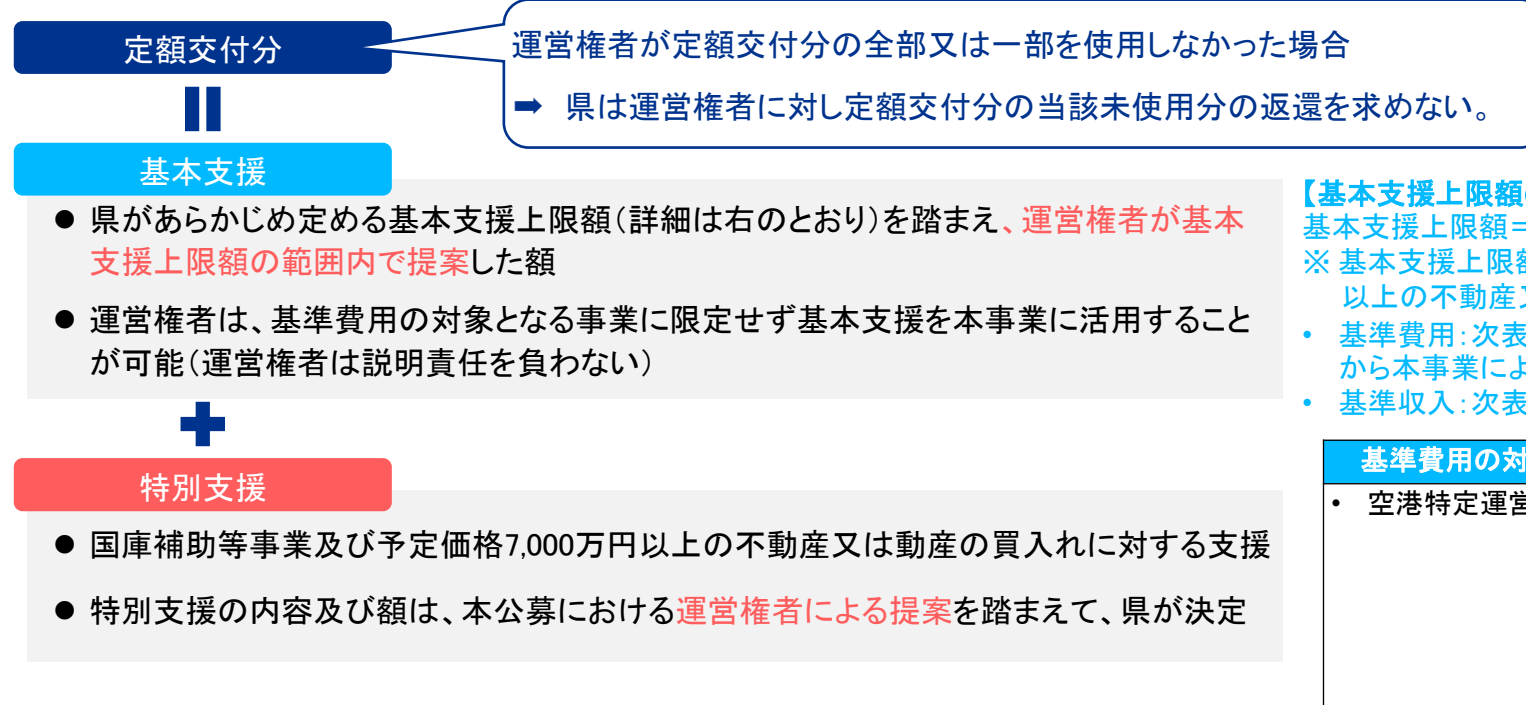 定額交付分
運営権者が定額交付分の全部又は一部を使用しなかった場合
➡ 県は運営権者に対し定額交付分の当該未使用分の返還を求めない。
基本支援
● 県があらかじめ定める基本支援上限額（詳細は右のとおり）を踏まえ、運営権者が基本
支援上限額の範囲内で提案した額
● 運営権者は、基準費用の対象となる事業に限定せず基本支援を本事業に活用すること
が可能（運営権者は説明責任を負わない）
特別支援
● 国庫補助等事業及び予定価格7,000万円以上の不動産又は動産の買入れに対する支援
● 特別支援の内容及び額は、本公募における運営権者による提案を踏まえて、県が決定
【基本支援上限額
基本支援上限額＝
※ 基本支援上限額
以上の不動産又
• 基準費用：次表
から本事業によ
• 基準収入：次表
基準費用の対
• 空港特定運営